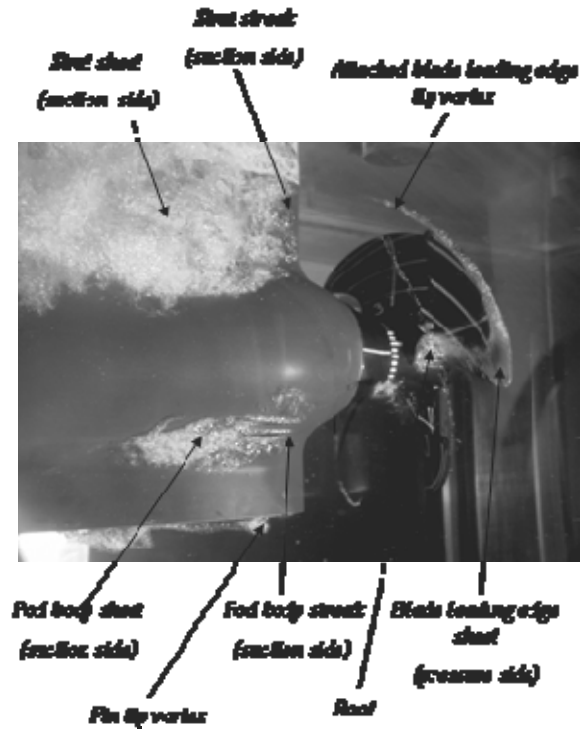 Strut streak
(suction side)
Strut sheet
(suction side)
Attached blade leading edge
tip vortex
Pod body sheet
(suction side)
Pod body streak
(suction side)
Blade leading edge
sheet
(pressure side)
Fin tip vortex
Root